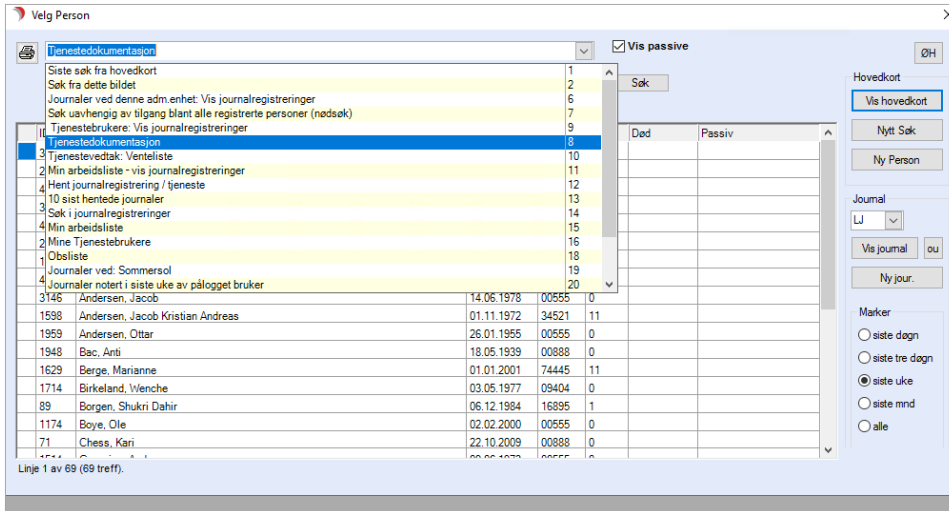 Velg Person
Tjenestedokumentasjon
Vis passive
ØH
Siste søk fra hovedkort 1
Søk fra dette bildet 2
Journaler ved denne adm.enhet: Vis journalregistreringer 6
Søk uavhengig av tilgang blant alle registrerte personer (nødsøk) 7
Tjenestebrukere: Vis journalregistreringer 9
Tjenestedokumentasjon 8
Tjenestevedtak: Venteliste 10
Min arbeidsliste - vis journalregistreringer 11
Hent journalregistrering / tjeneste 12
10 sist hentede journaler 13
Søk i journalregistreringer 14
Min arbeidsliste 15
Mine Tjenestebrukere 16
Obsliste 18
Journaler ved: Sommersol 19
Journaler notert i siste uke av pålogget bruker 20
Søk
Død Passiv
3146 Andersen, Jacob 14.06.1978 00555 0
1598 Andersen, Jacob Kristian Andreas 01.11.1972 34521 11
1959 Andersen, Ottar 26.01.1955 00555 0
1948 Bac, Anti 18.05.1939 00888 0
1629 Berge, Marianne 01.01.2001 74445 11
1714 Birkeland, Wenche 03.05.1977 09404 0
89 Borgen, Shukri Dahir 06.12.1984 16895 1
1174 Boye, Ole 02.02.2000 00555 0
71 Chess, Kari 22.10.2009 00888 0
Linje 1 av 69 (69 treff).
Hovedkort
Vis hovedkort
Nytt Søk
Ny Person
Journal
LJ
Vis journal ou
Ny jour.
Marker
siste døgn
siste tre døgn
siste uke
siste mnd
alle